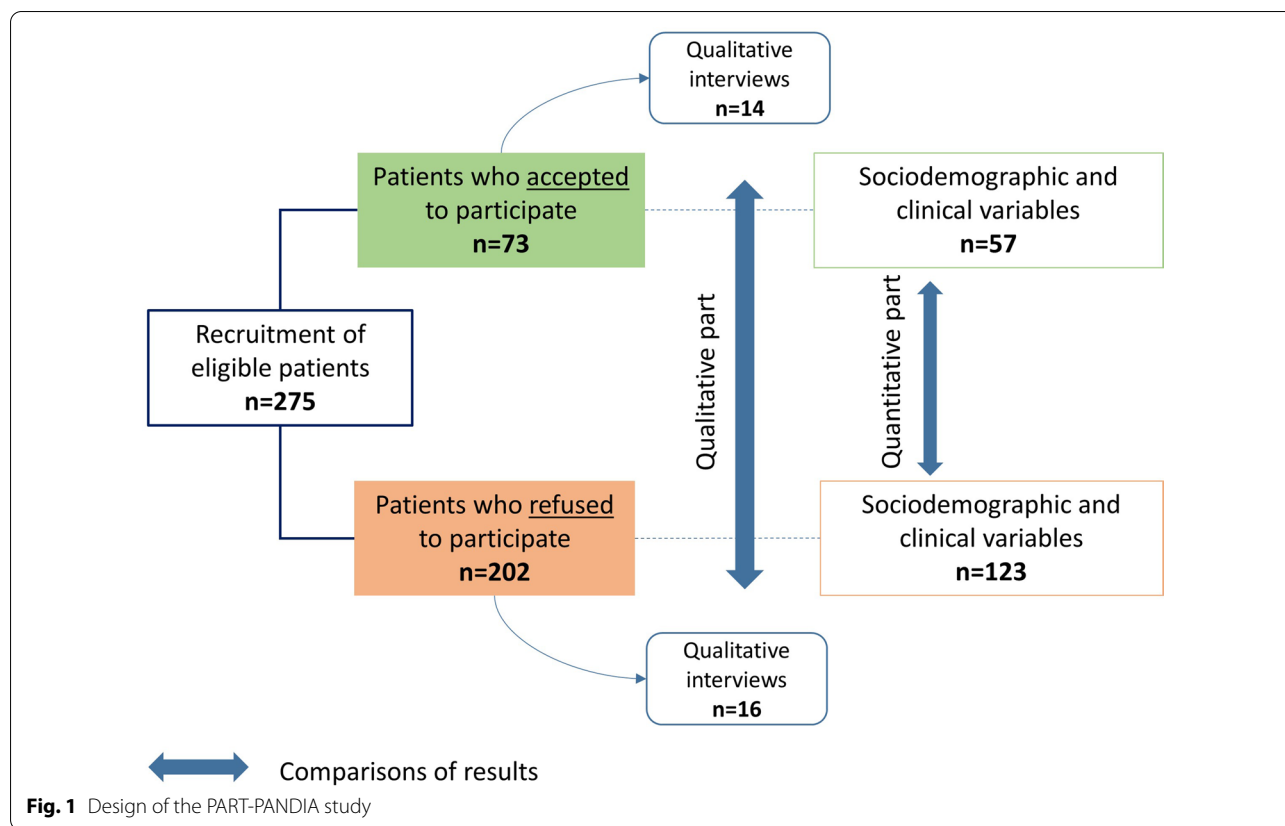 Qualitative
interviews
n=14
Patients who accepted
to participate
n=73
Sociodemographic and
clinical variables
n=57
Recruitment of
eligible patients
n=275
Qualitative part
Quantitative part
Patients who refused
to participate
n=202
Sociodemographic and
clinical variables
n=123
Qualitative
interviews
n=16
Comparisons of results
Fig. 1 Design of the PART-PANDIA study